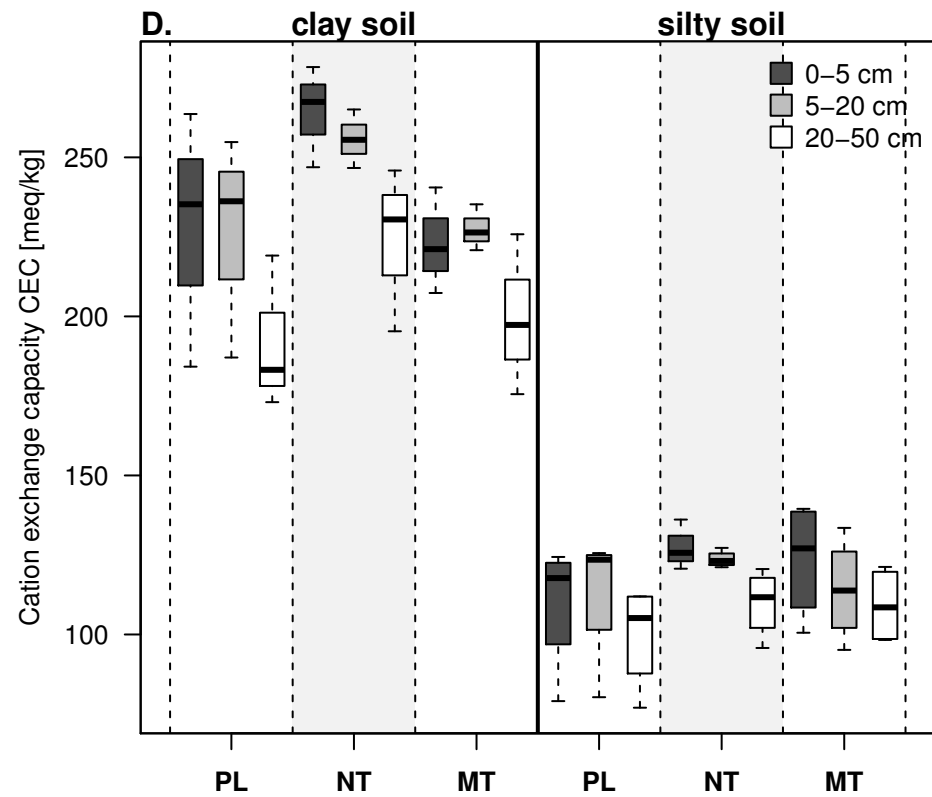 D. clay soil silty soil
0−5 cm
5−20 cm
20−50 cm
Cation exchange capacity CEC [meq/kg]
250
200
150
100
PL NT MT PL NT MT